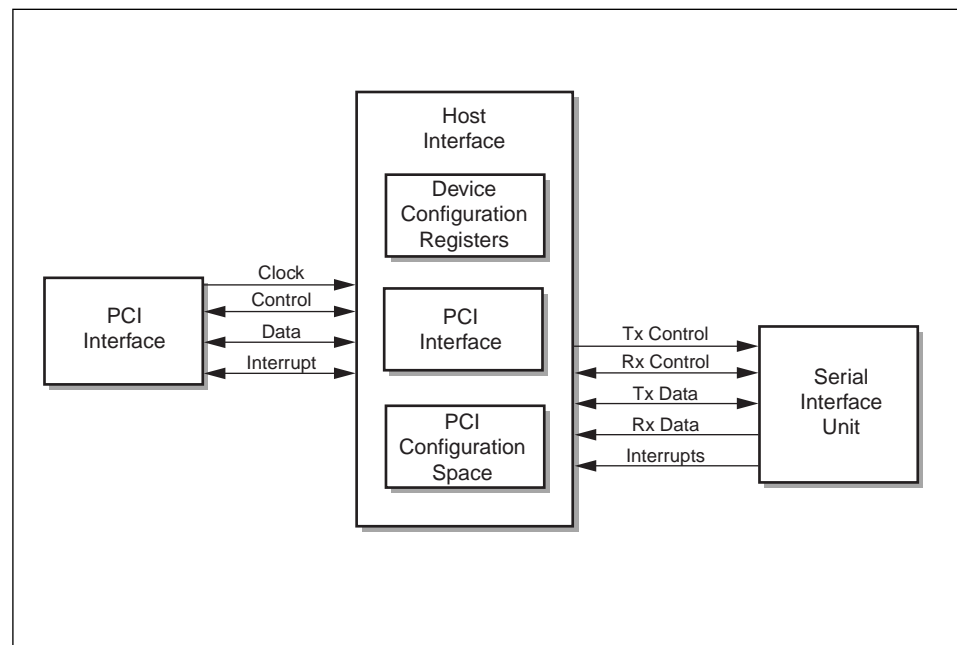 Host
Interface
Device
Configuration
Registers
Clock
Control
Data
Interrupt
PCI
Interface
PCI
Interface
Tx Control
Rx Control
Tx Data
Rx Data
Interrupts
Serial
Interface
Unit
PCI
Configuration
Space